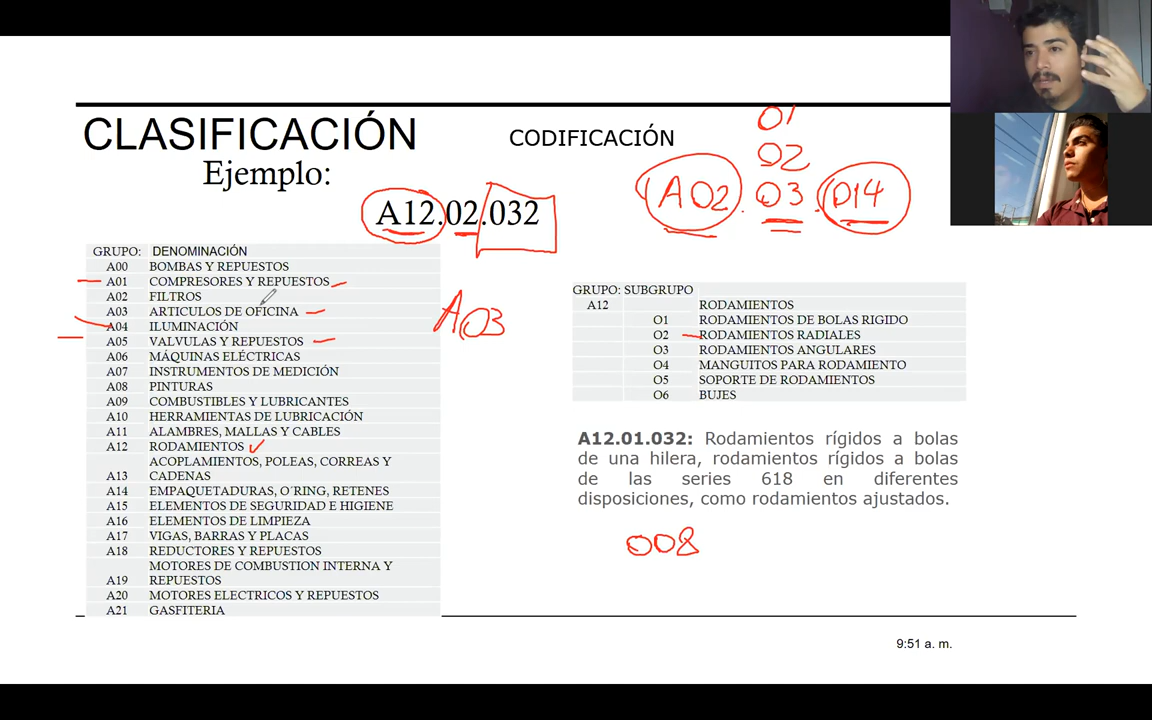 CLASIFICACIÓN
Ejemplo:
CODIFICACIÓN
01
02
A02.03.014
A12.02.032
GRUPO: DENOMINACIÓN
A00 BOMBAS Y REPUESTOS
A01 COMPRESORES Y REPUESTOS
A02 FILTROS
A03 ARTICULOS DE OFICINA
A04 ILUMINACIÓN
A05 VALVULAS Y REPUESTOS
A06 MÁQUINAS ELÉCTRICAS
A07 INSTRUMENTOS DE MEDICIÓN
A08 PINTURAS
A09 COMBUSTIBLES Y LUBRICANTES
A10 HERRAMIENTAS DE LUBRICACIÓN
A11 ALAMBRES, MALLAS Y CABLES
A12 RODAMIENTOS
ACOPLAMIENTOS, POLEAS, CORREAS Y
A13 CADENAS
A14 EMPAQUETADURAS, O´RING, RETENES
A15 ELEMENTOS DE SEGURIDAD E HIGIENE
A16 ELEMENTOS DE LIMPIEZA
A17 VIGAS, BARRAS Y PLACAS
A18 REDUCTORES Y REPUESTOS
MOTORES DE COMBUSTION INTERNA Y
A19 REPUESTOS
A20 MOTORES ELECTRICOS Y REPUESTOS
A21 GASFITERIA
A03
GRUPO: SUBGRUPO
A12 RODAMIENTOS
O1 RODAMIENTOS DE BOLAS RIGIDO
O2 RODAMIENTOS RADIALES
O3 RODAMIENTOS ANGULARES
O4 MANGUITOS PARA RODAMIENTO
O5 SOPORTE DE RODAMIENTOS
O6 BUJES
A12.01.032: Rodamientos rígidos a bolas
de una hilera, rodamientos rígidos a bolas
de las series 618 en diferentes
disposiciones, como rodamientos ajustados.
008
9:51 a. m.